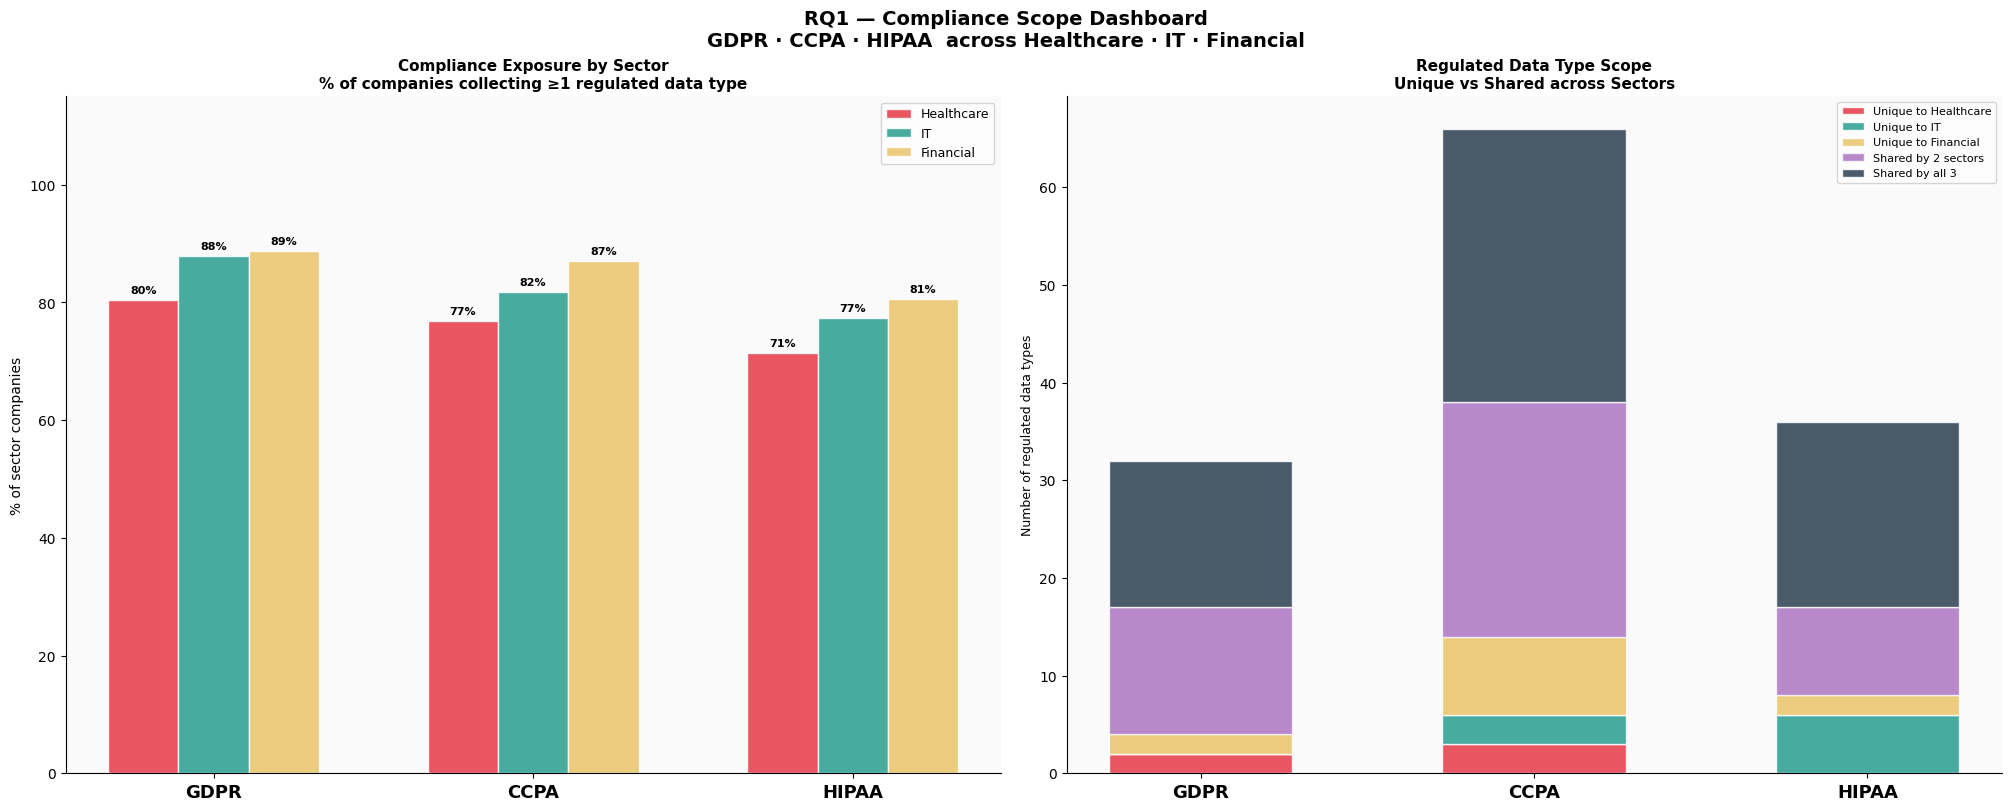 RQ1 — Compliance Scope Dashboard
GDPR · CCPA · HIPAA  across Healthcare · IT · Financial
Compliance Exposure by Sector
% of companies collecting ≥1 regulated data type
% of sector companies
100
80
60
40
20
0
80%
88%
89%
77%
82%
87%
71%
77%
81%
Healthcare
IT
Financial
GDPR
CCPA
HIPAA
Regulated Data Type Scope
Unique vs Shared across Sectors
Number of regulated data types
60
50
40
30
20
10
0
Unique to Healthcare
Unique to IT
Unique to Financial
Shared by 2 sectors
Shared by all 3
GDPR
CCPA
HIPAA